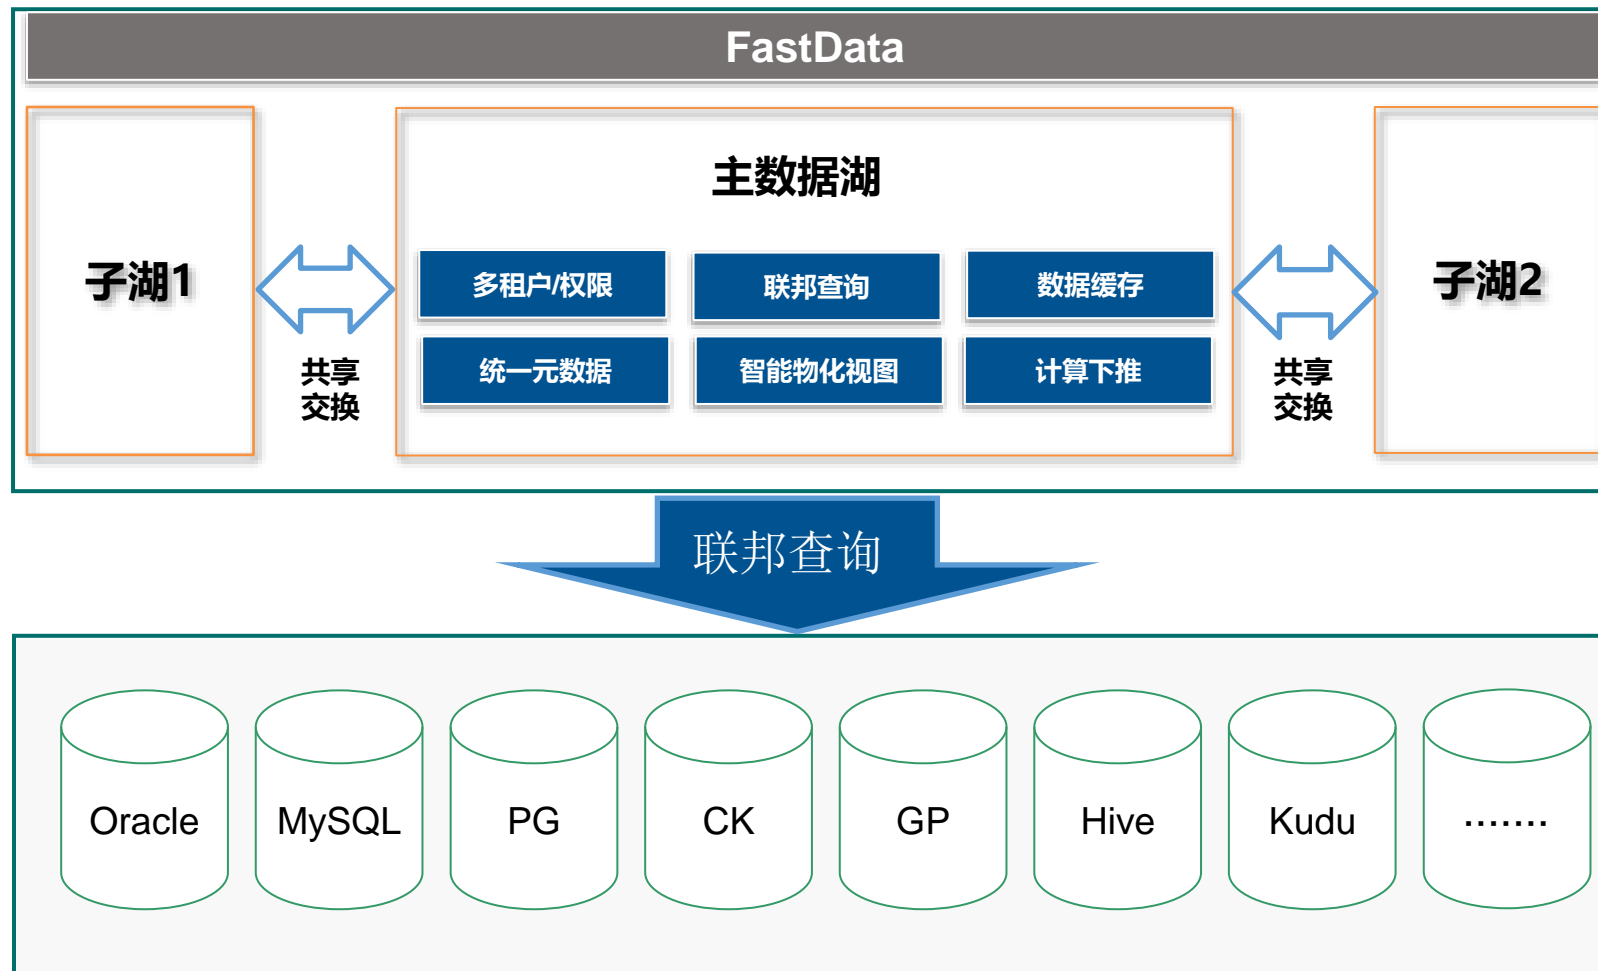 FastData
主数据湖
子湖1
多租户/权限
联邦查询
数据缓存
子湖2
统一元数据
智能物化视图
计算下推
共享
交换
共享
交换
联邦查询
Oracle
MySQL
PG
CK
GP
Hive
Kudu
.......